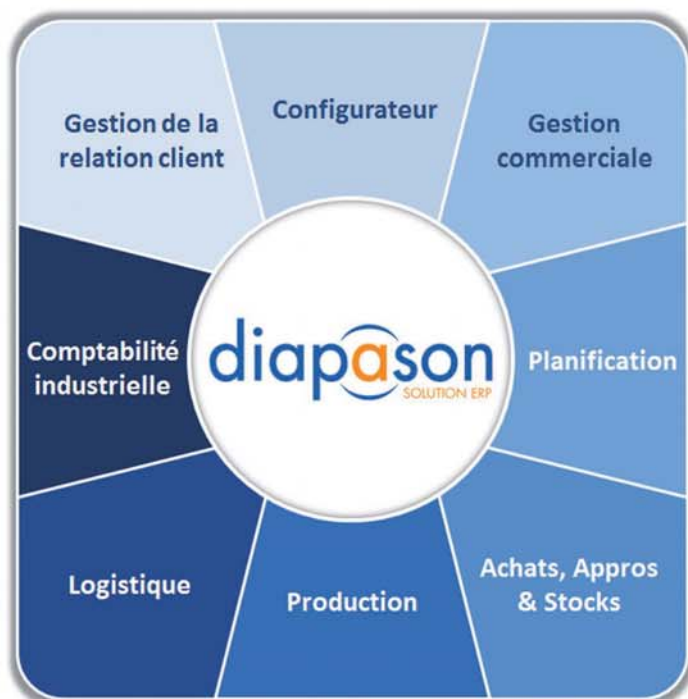 Configurateur
Gestion
commerciale
Planification
Achats, Appros
& Stocks
Production
Logistique
Comptabilité
industrielle
Gestion de la
relation client
diapason
SOLUTION ERP